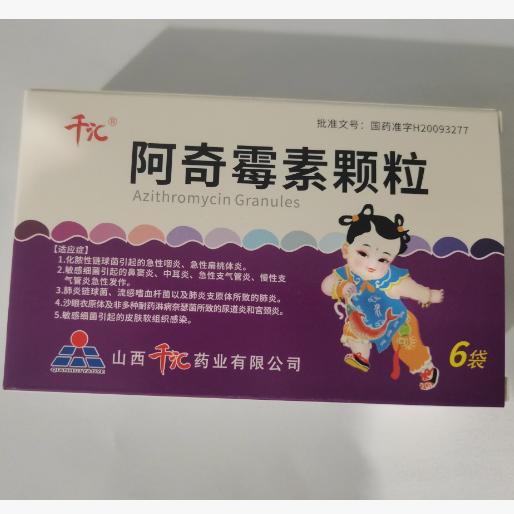 千汇®
批准文号：国药准字H20093277
阿奇霉素颗粒
Azithromycin Granules
【适应症】
1.化脓性链球菌引起的急性咽炎、急性扁桃体炎。
2.敏感细菌引起的鼻窦炎、中耳炎、急性支气管炎、慢性支
气管炎急性发作。
3.肺炎链球菌、流感嗜血杆菌以及肺炎支原体所致的肺炎。
4.沙眼衣原体及非多种耐药淋病奈瑟菌所致的尿道炎和宫颈炎。
5.敏感细菌引起的皮肤软组织感染。
QIANHUIYAOYE
山西千汇药业有限公司
6袋